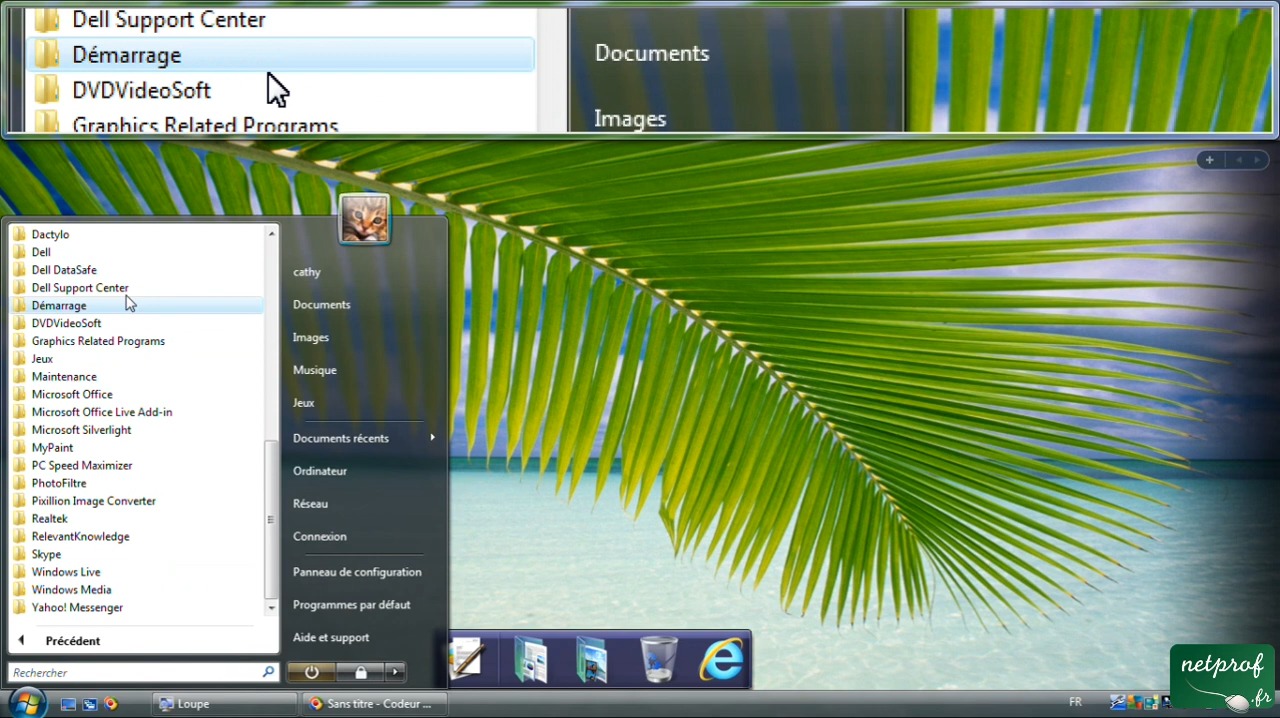 Dell Support Center
Démarrage
DVDVideoSoft
Graphics Related Programs
Documents
Images
Dactylo
Dell
Dell DataSafe
Dell Support Center
Démarrage
DVDVideoSoft
Graphics Related Programs
Jeux
Maintenance
Microsoft Office
Microsoft Office Live Add-in
Microsoft Silverlight
MyPaint
PC Speed Maximizer
PhotoFiltre
Pixillion Image Converter
Realtek
RelevantKnowledge
Skype
Windows Live
Windows Media
Yahoo! Messenger
Précédent
Rechercher
cathy
Documents
Images
Musique
Jeux
Documents récents
Ordinateur
Réseau
Connexion
Panneau de configuration
Programmes par défaut
Aide et support
Loupe
Sans titre - Codeur ...
FR
netprof
.fr